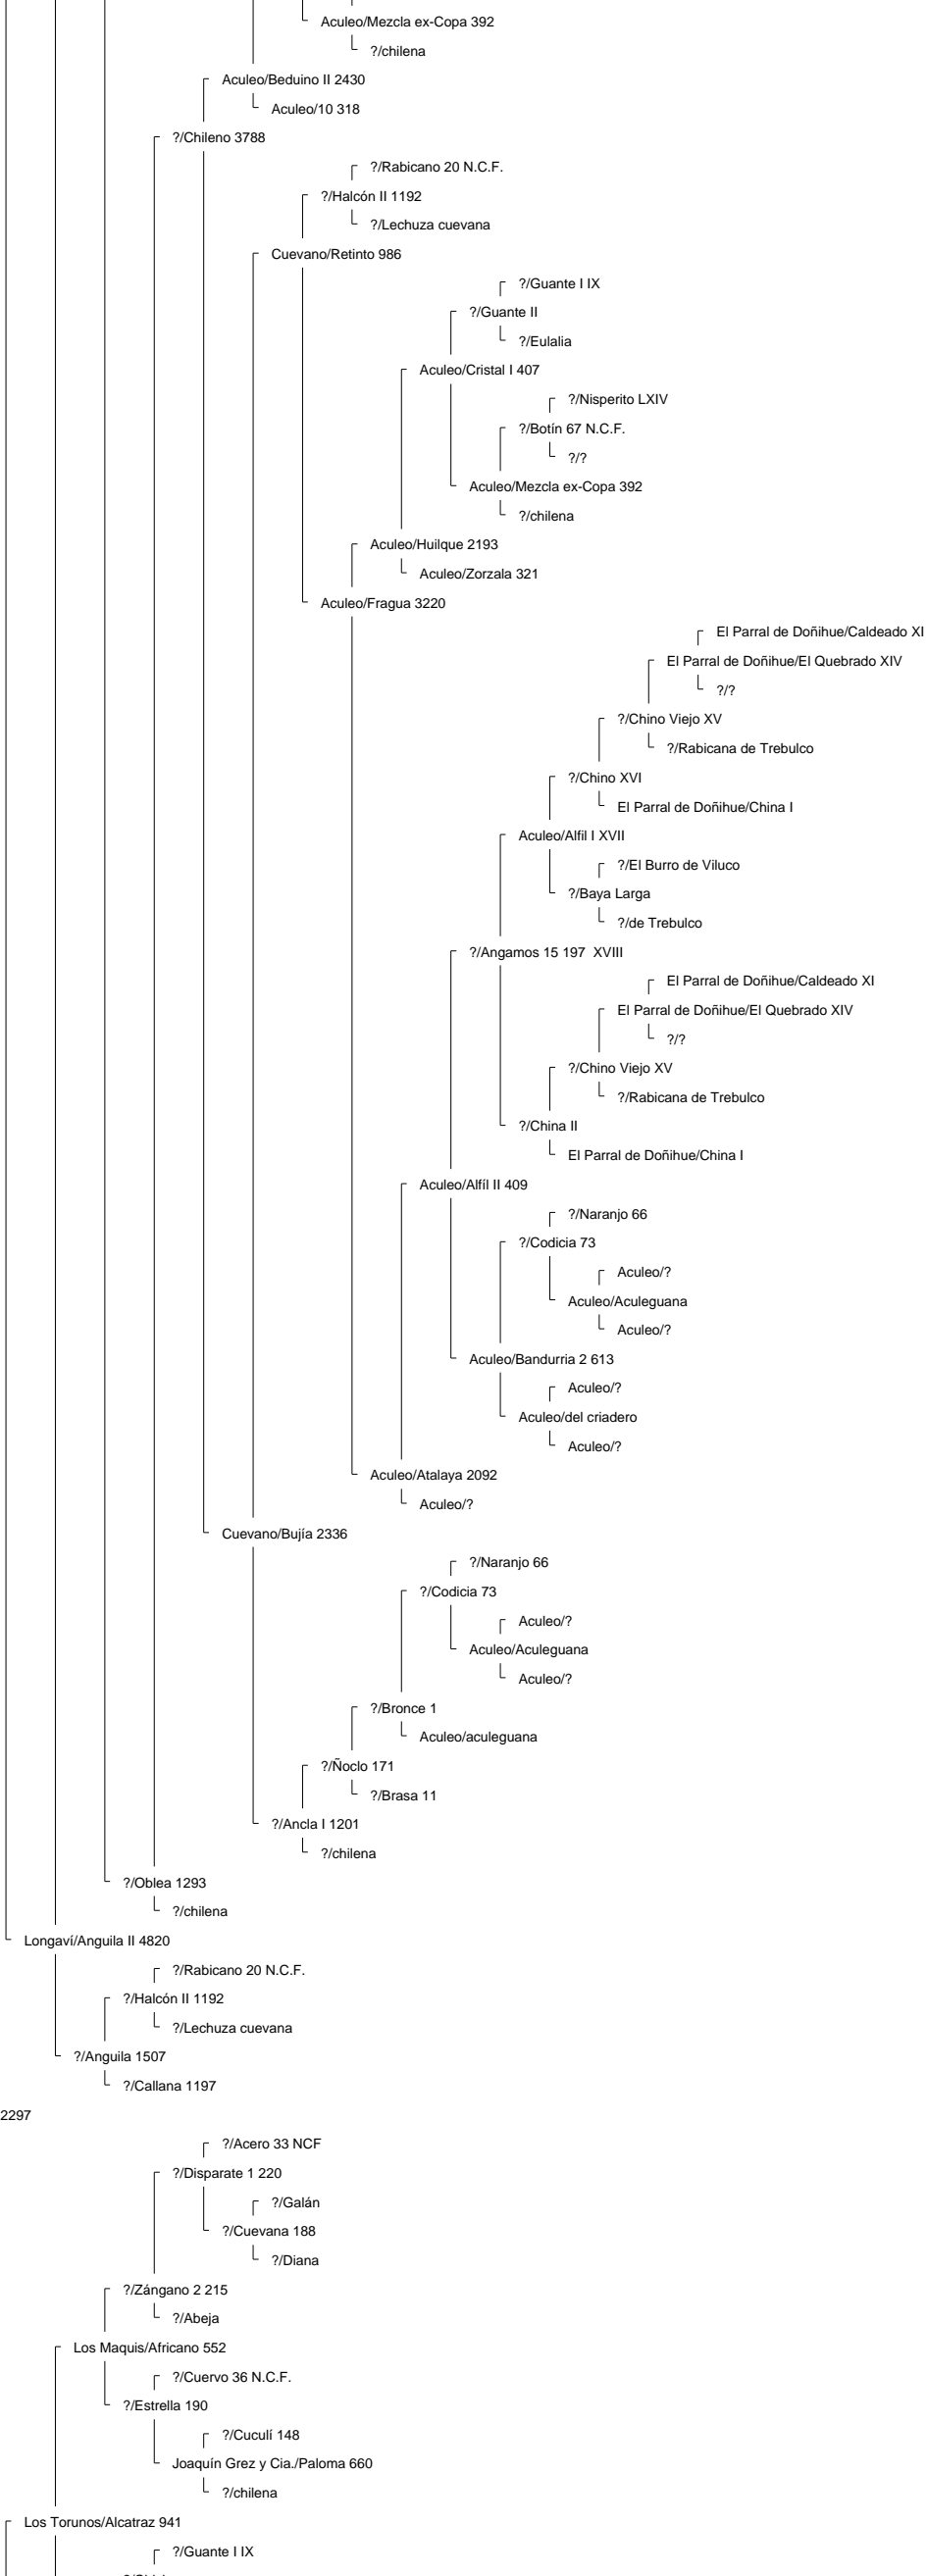 Aculeo/Mezcla ex-Copa 392
?/chilena
Aculeo/Beduino II 2430
Aculeo/10 318
?/Chileno 3788
?/Rabicano 20 N.C.F.
?/Halcón II 1192
?/Lechuza cuevana
Cuevano/Retinto 986
?/Guante I IX
?/Guante II
?/Eulalia
Aculeo/Cristal I 407
?/Nisperito LXIV
?/Botín 67 N.C.F.
?/?
Aculeo/Mezcla ex-Copa 392
?/chilena
Aculeo/Huilque 2193
Aculeo/Zorzala 321
Aculeo/Fragua 3220
El Parral de Doñihue/Caldeado XI
El Parral de Doñihue/El Quebrado XIV
?/?
?/Chino Viejo XV
?/Rabicana de Trebulco
?/Chino XVI
El Parral de Doñihue/China I
Aculeo/Alfil I XVII
?/El Burro de Viluco
?/Baya Larga
?/de Trebulco
?/Angamos 15 197 XVIII
El Parral de Doñihue/Caldeado XI
El Parral de Doñihue/El Quebrado XIV
?/?
?/Chino Viejo XV
?/Rabicana de Trebulco
?/China II
El Parral de Doñihue/China I
Aculeo/Alfíl II 409
?/Naranjo 66
?/Codicia 73
Aculeo/?
Aculeo/Aculeguana
Aculeo/?
Aculeo/Bandurria 2 613
Aculeo/?
Aculeo/del criadero
Aculeo/?
Aculeo/Atalaya 2092
Aculeo/?
Cuevano/Bujía 2336
?/Naranjo 66
?/Codicia 73
Aculeo/?
Aculeo/Aculeguana
Aculeo/?
?/Bronce 1
Aculeo/aculeguana
?/Ñoclo 171
?/Brasa 11
?/Ancla I 1201
?/chilena
?/Oblea 1293
?/chilena
Longaví/Anguila II 4820
?/Rabicano 20 N.C.F.
?/Halcón II 1192
?/Lechuza cuevana
?/Anguila 1507
?/Callana 1197
2297
?/Acero 33 NCF
?/Disparate 1 220
?/Galán
?/Cuevana 188
?/Diana
?/Zángano 2 215
?/Abeja
Los Maquis/Africano 552
?/Cuervo 36 N.C.F.
?/Estrella 190
?/Cuculí 148
Joaquín Grez y Cia./Paloma 660
?/chilena
Los Torunos/Alcatraz 941
?/Guante I IX